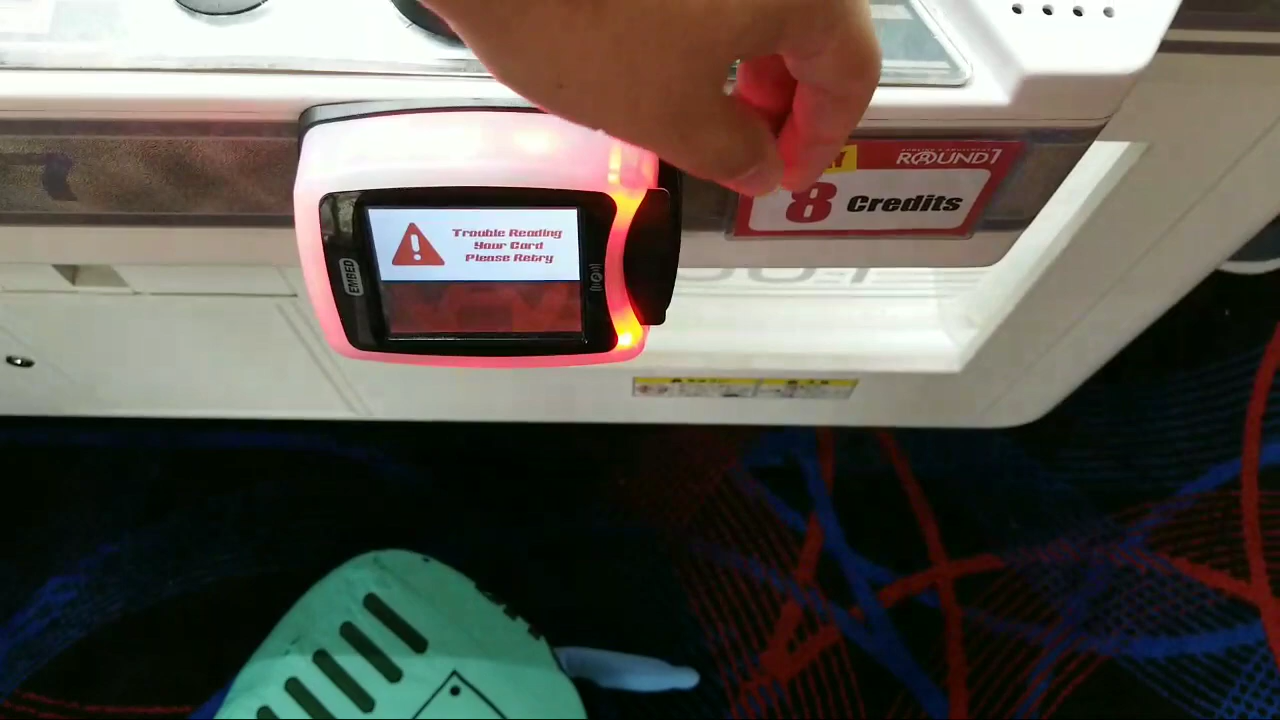 ROUND1
8 Credits
Trouble Reading
Your Card
Please Retry
EMBED